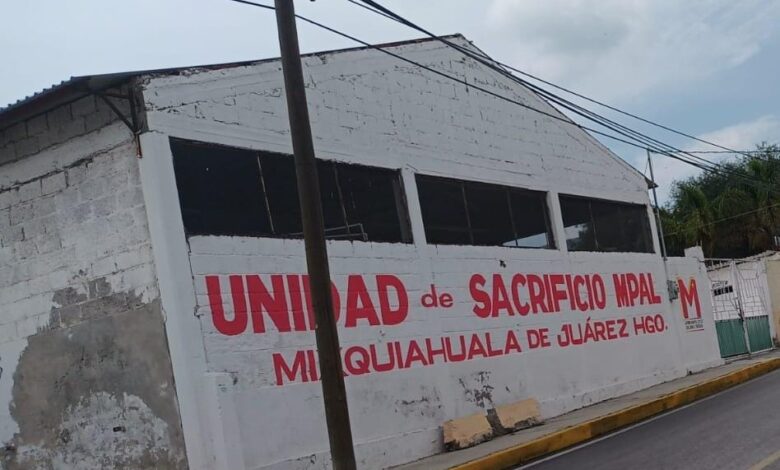 UNIDAD de SACRIFICIO MPAL
MIXQUIAHUALA DE JUÁREZ HGO.
M